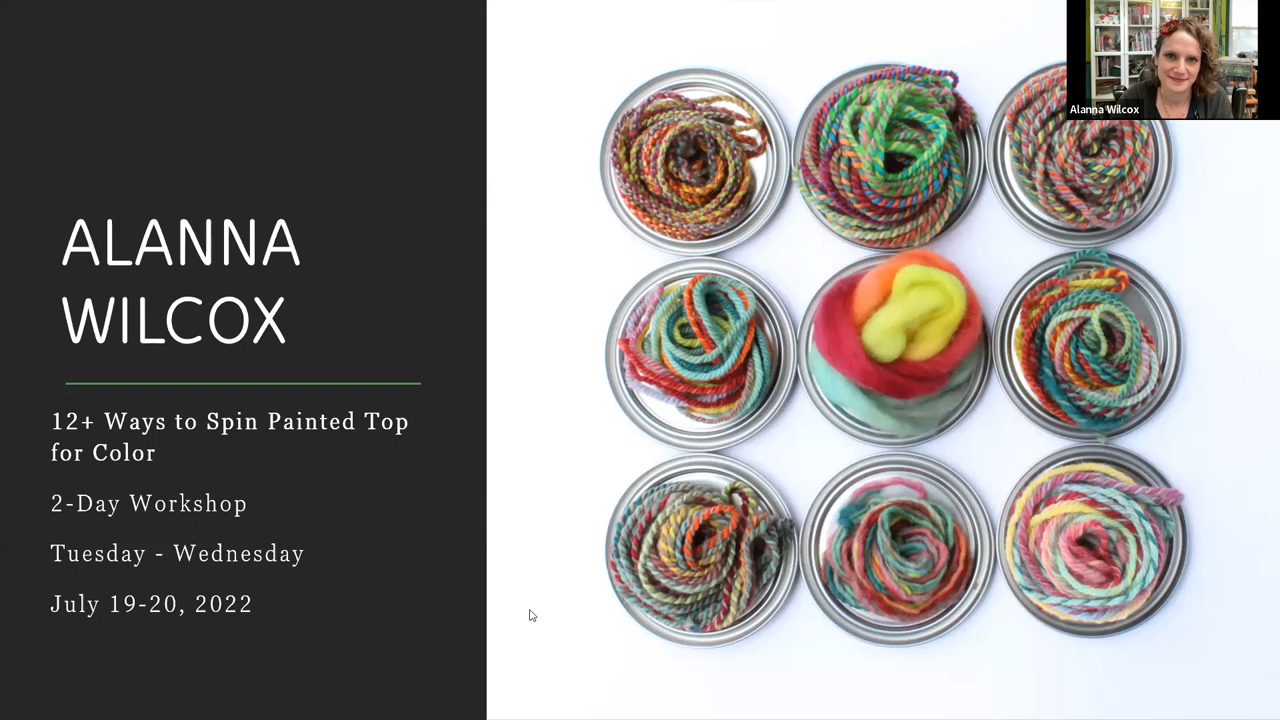 ALANNA
WILCOX
12+ Ways to Spin Painted Top
for Color
2-Day Workshop
Tuesday - Wednesday
July 19-20, 2022
Alanna Wilcox